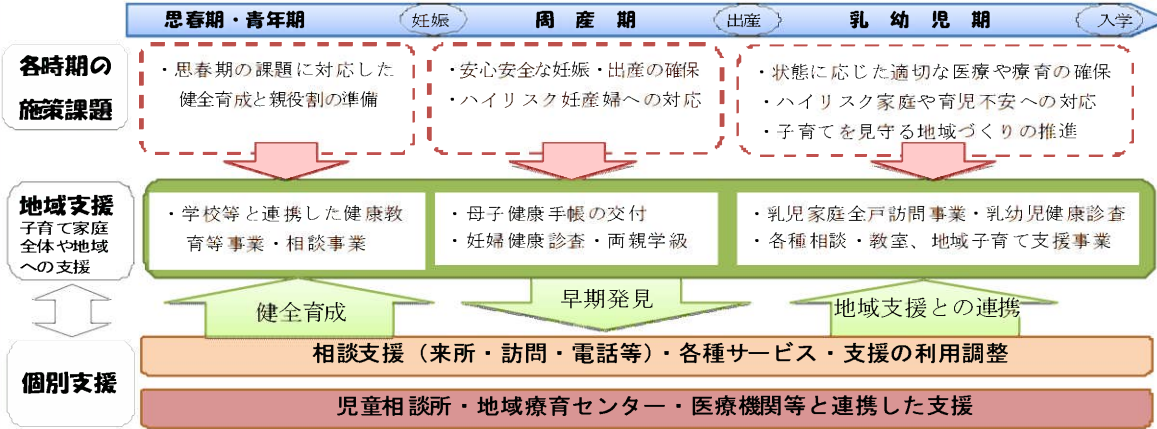 思春期・青年期
妊娠
周産期
出産
乳幼児期
入学
各時期の
施策課題
・思春期の課題に対応した
健全育成と親役割の準備
・安心安全な妊娠・出産の確保
・ハイリスク妊産婦への対応
・状態に応じた適切な医療や療育の確保
・ハイリスク家庭や育児不安への対応
・子育てを見守る地域づくりの推進
地域支援
子育て家庭
全体や地域
への支援
・学校等と連携した健康教
育等事業・相談事業
・母子健康手帳の交付
・妊婦健康診査・両親学級
・乳児家庭全戸訪問事業・乳幼児健康診査
・各種相談・教室、地域子育て支援事業
健全育成
早期発見
地域支援との連携
個別支援
相談支援（来所・訪問・電話等）・各種サービス・支援の利用調整
児童相談所・地域療育センター・医療機関等と連携した支援